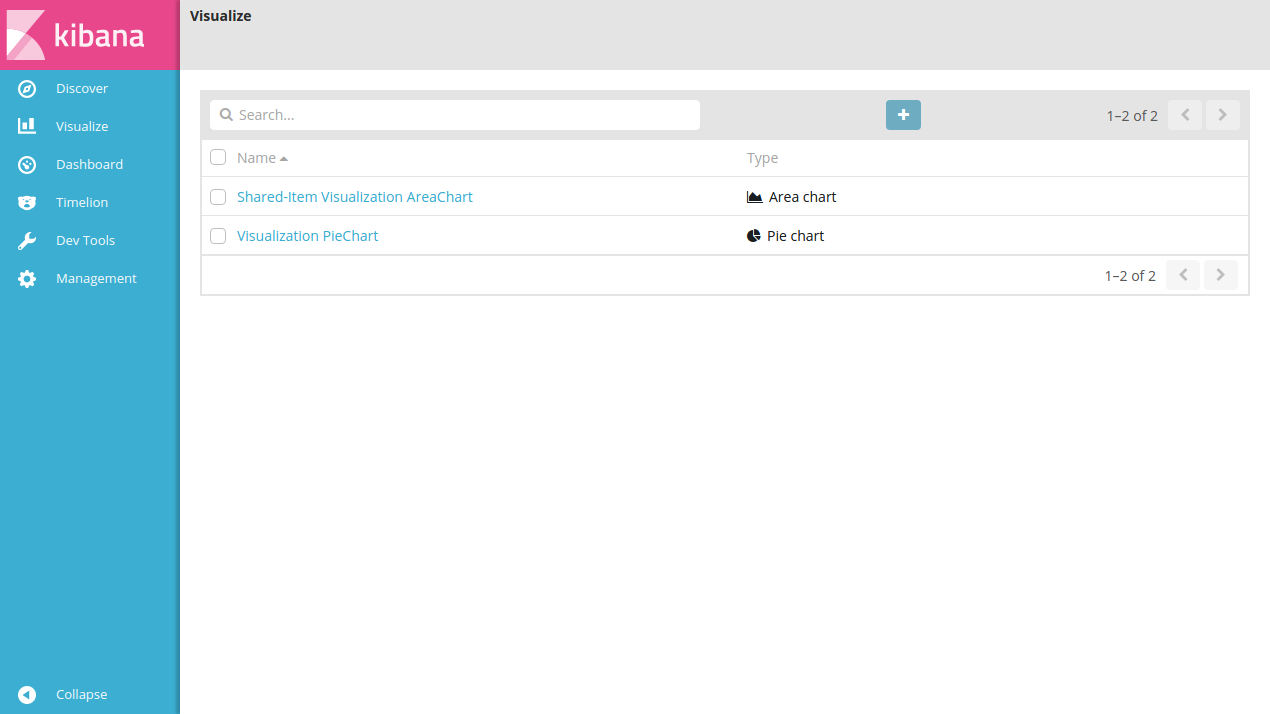 kibana
Visualize
Discover
Visualize
Dashboard
Timelion
Dev Tools
Management
Collapse
Search...
1–2 of 2
Name Type
Shared-Item Visualization AreaChart Area chart
Visualization PieChart Pie chart
1–2 of 2